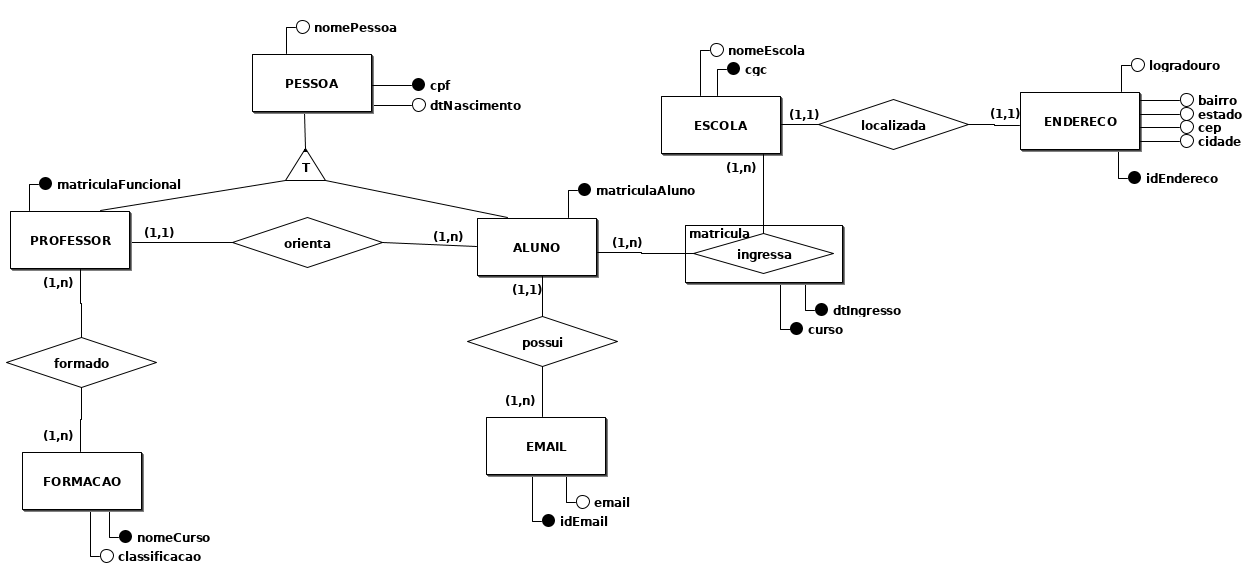 nomePessoa
PESSOA
cpf
dtNascimento
T
nomeEscola
cgc
ESCOLA
(1,1)
localizada
(1,1)
ENDERECO
logradouro
bairro
estado
cep
cidade
idEndereco
(1,n)
matriculaFuncional
PROFESSOR
(1,1)
orienta
(1,n)
matriculaAluno
ALUNO
(1,n)
matricula
ingressa
dtIngresso
curso
(1,n)
formado
(1,n)
FORMACAO
nomeCurso
classificacao
(1,1)
possui
(1,n)
EMAIL
email
idEmail